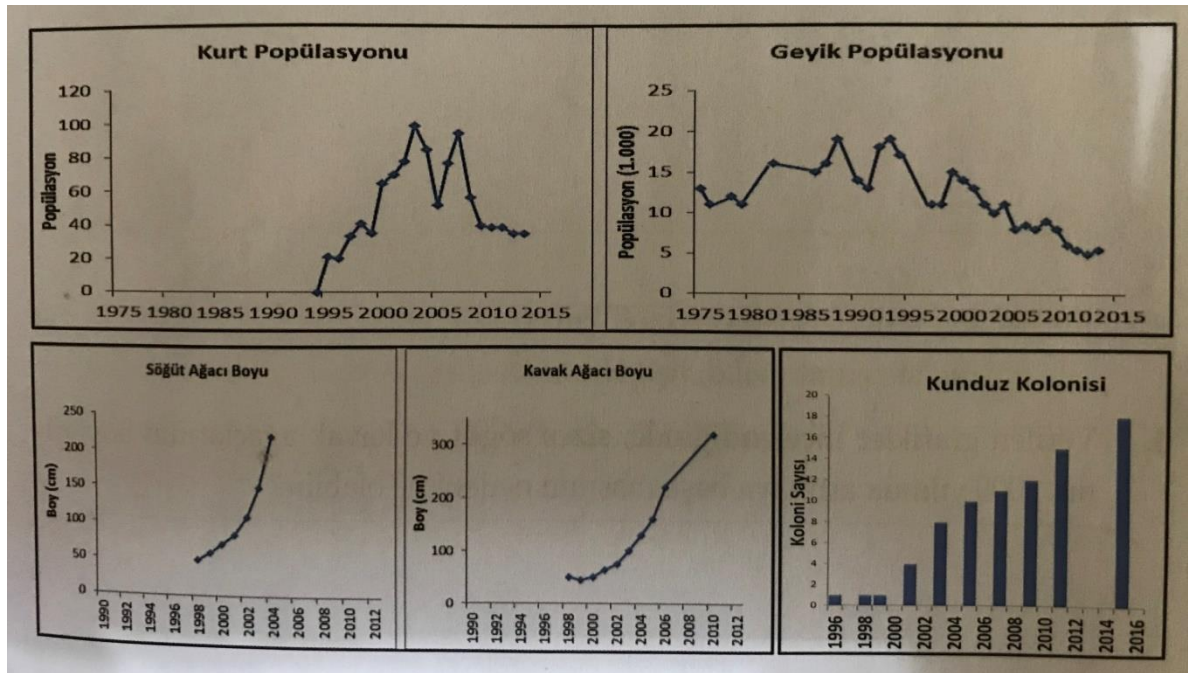 Kurt Popülasyonu
Popülasyon
120
100
80
60
40
20
0
1975 1980 1985 1990 1995 2000 2005 2010 2015
Geyik Popülasyonu
Popülasyon (1.000)
25
20
15
10
5
0
1975 1980 1985 1990 1995 2000 2005 2010 2015
Söğüt Ağacı Boyu
Boy (cm)
250
200
150
100
50
0
1990 1992 1994 1996 1998 2000 2002 2004 2006 2008 2010 2012
Kavak Ağacı Boyu
Boy (cm)
300
200
100
0
1990 1992 1994 1996 1998 2000 2002 2004 2006 2008 2010 2012
Kunduz Kolonisi
Koloni Sayısı
20
18
16
14
12
10
8
6
4
2
0
1996 1998 2000 2002 2004 2006 2008 2010 2012 2014 2016